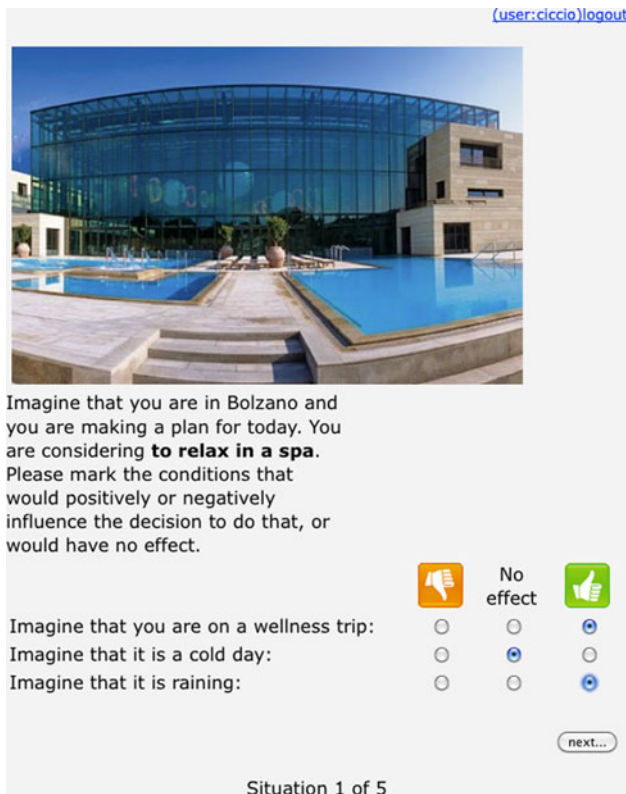 (user:ciccio)logout
Imagine that you are in Bolzano and
you are making a plan for today. You
are considering to relax in a spa.
Please mark the conditions that
would positively or negatively
influence the decision to do that, or
would have no effect.
No
effect
Imagine that you are on a wellness trip:
Imagine that it is a cold day:
Imagine that it is raining:
next...
Situation 1 of 5